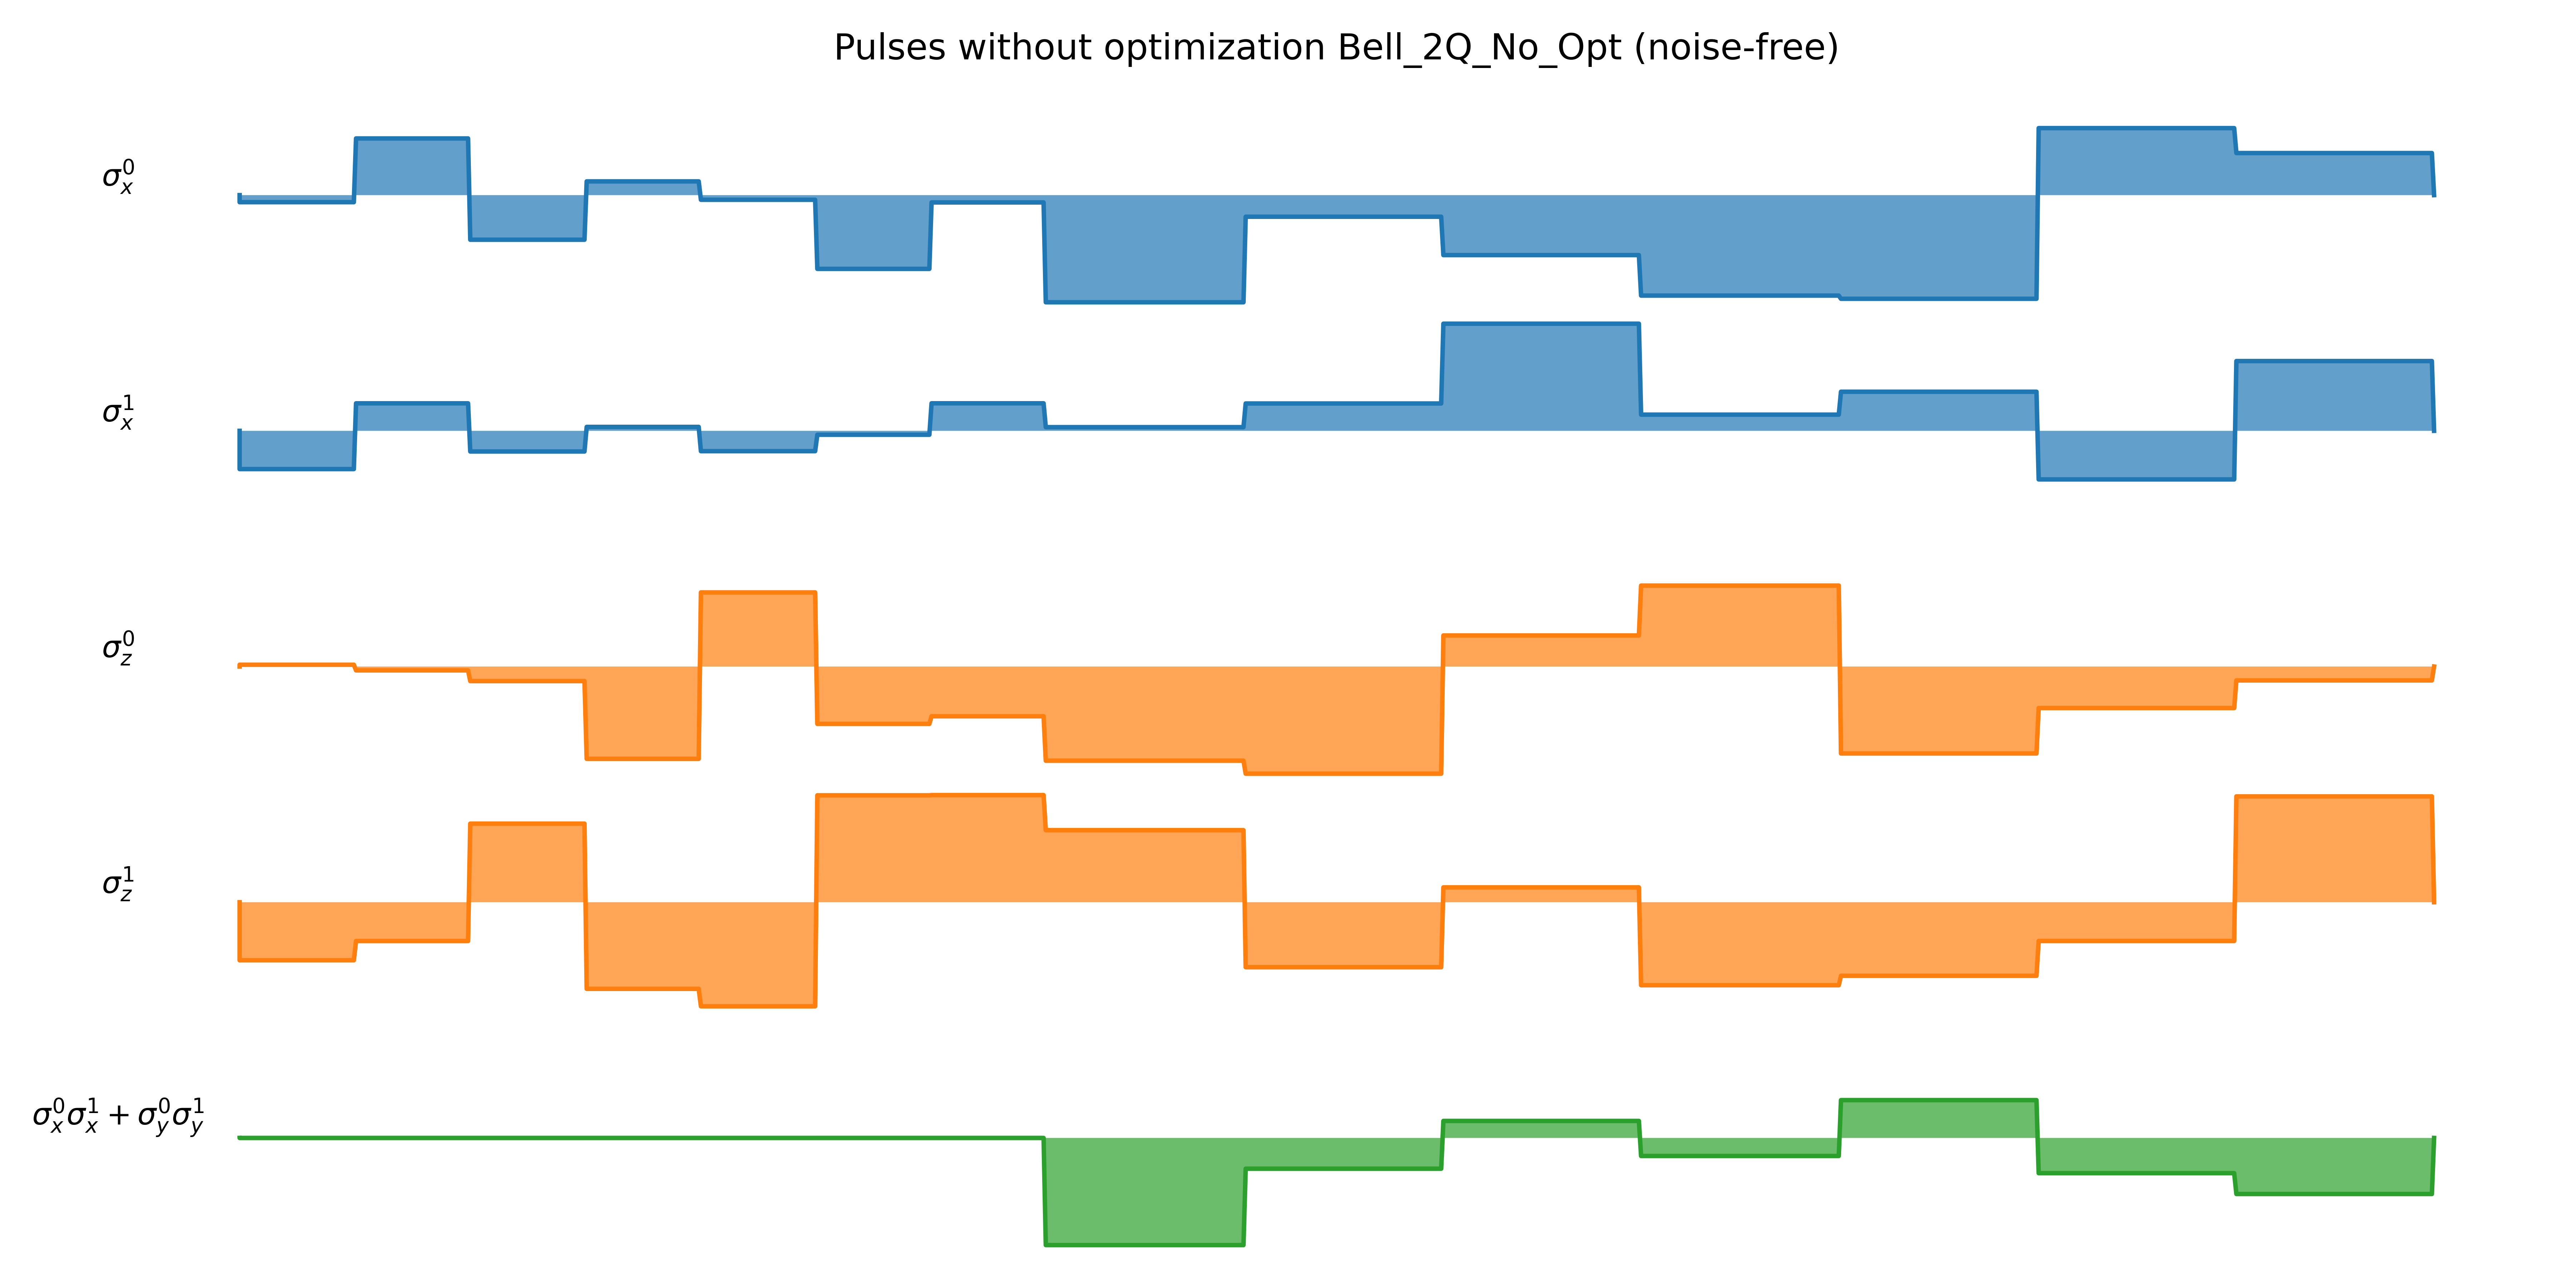 Pulses without optimization Bell_2Q_No_Opt (noise-free)
σ_x^0
σ_x^1
σ_z^0
σ_z^1
σ_x^0σ_x^1 + σ_y^0σ_y^1